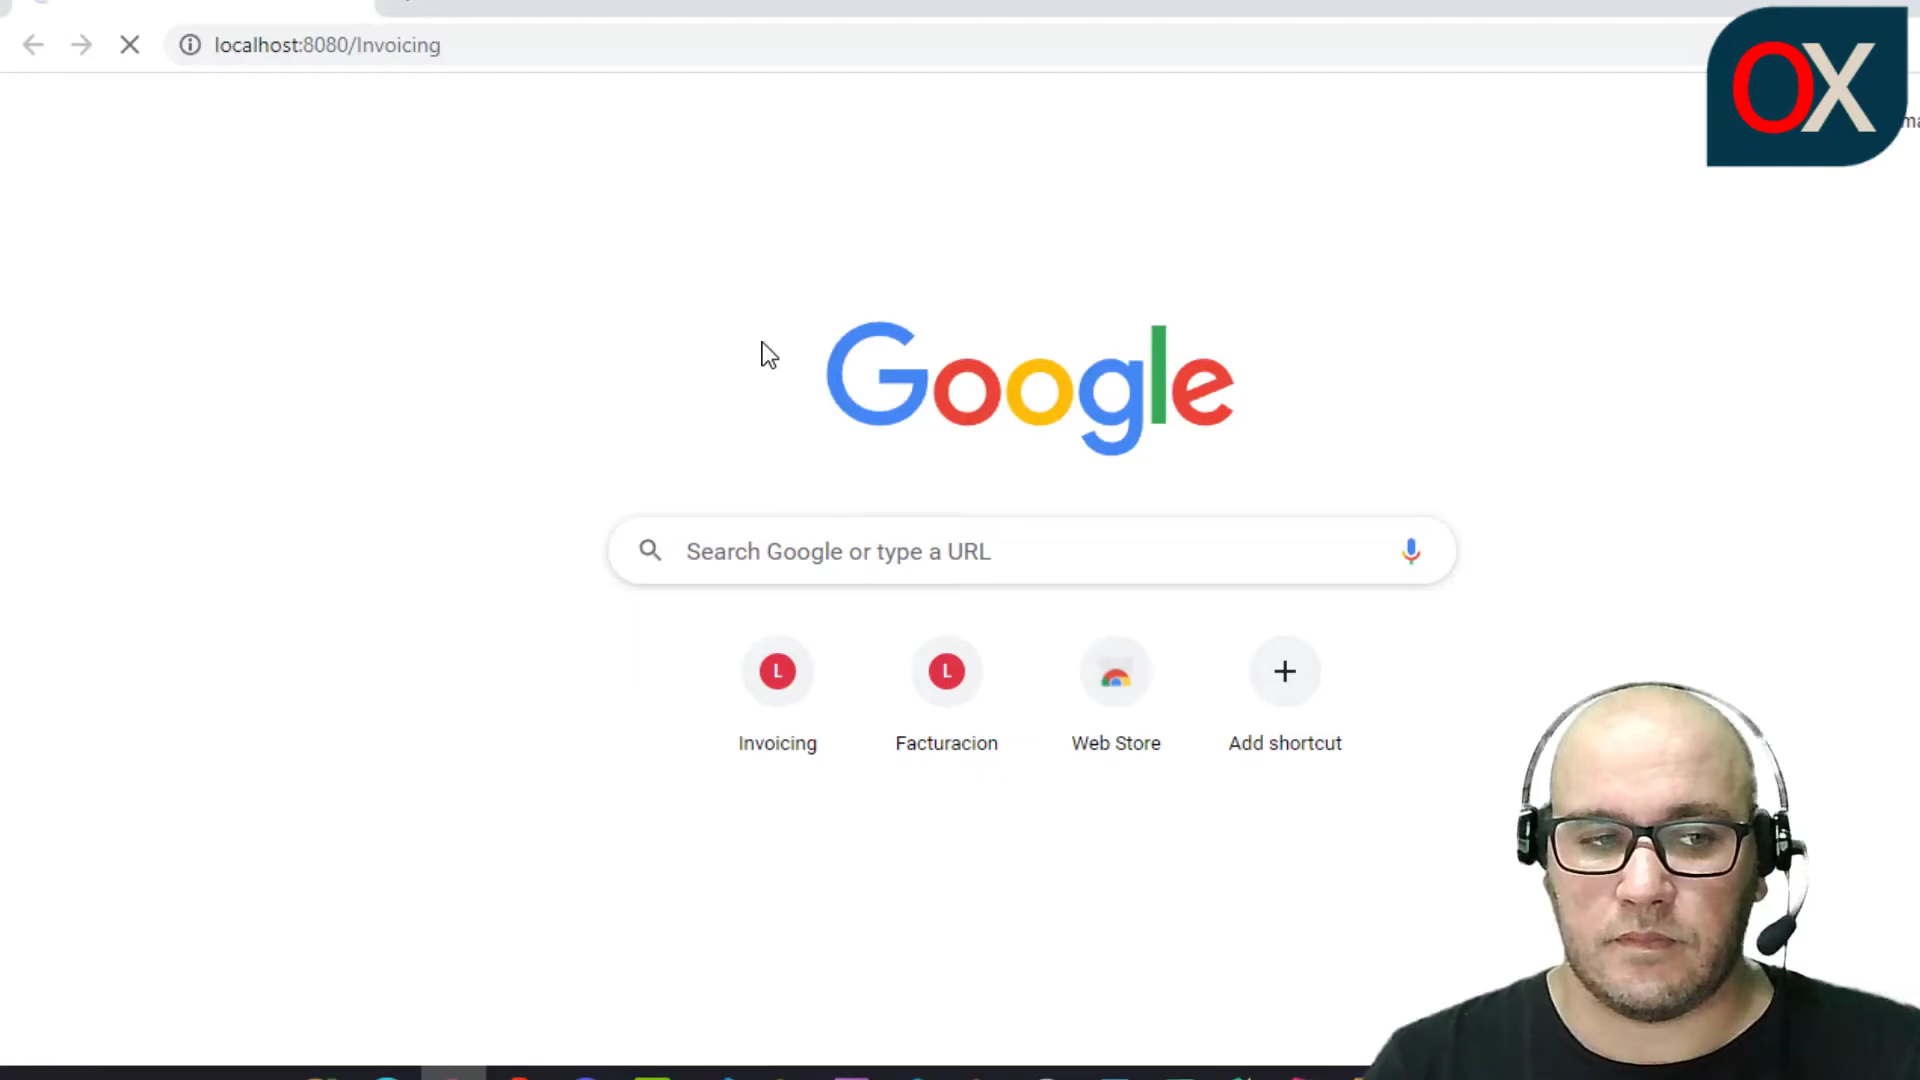 localhost:8080/Invoicing
OX
Google
Search Google or type a URL
L
L
Invoicing
Facturacion
Web Store
Add shortcut